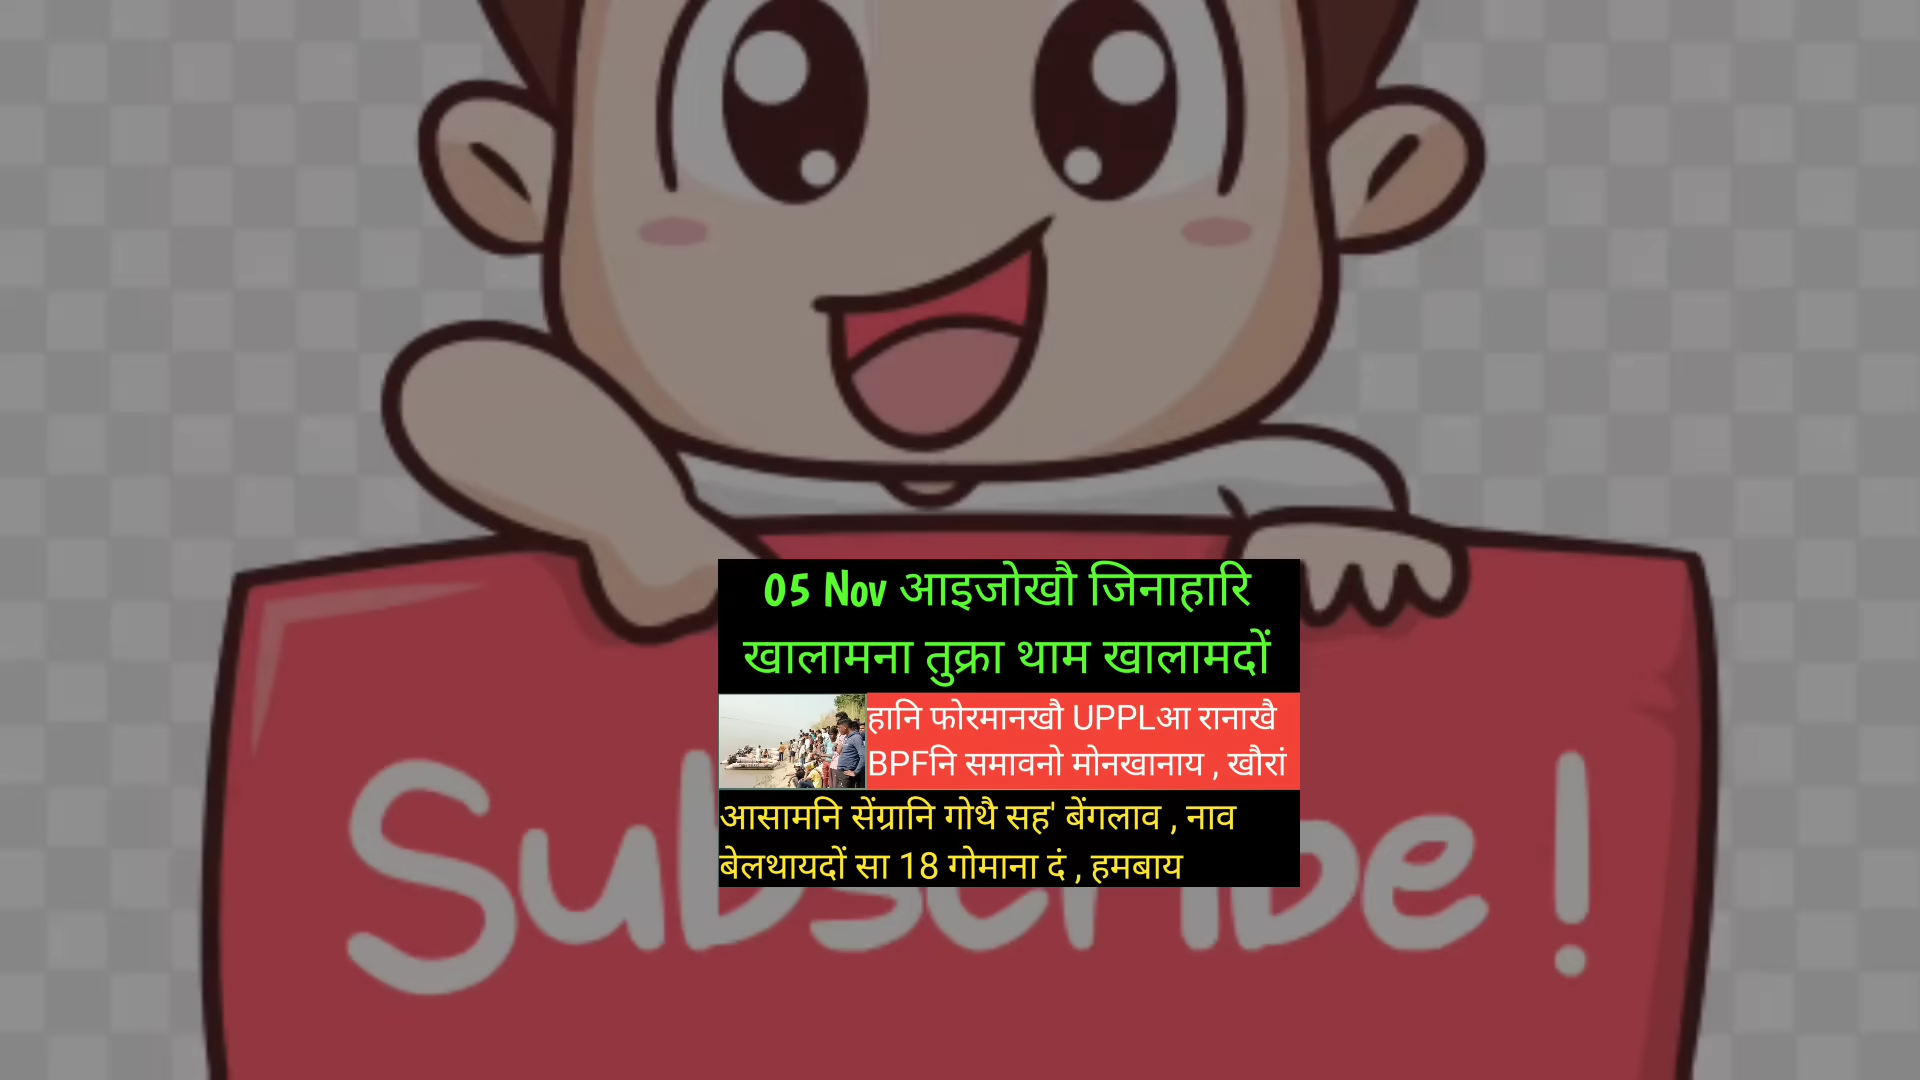 05 Nov आइजोखौ जिनाहारि
खालामना तुक्रा थाम खालामदों
हानि फोरमानखौ UPPLआ रानाखै
BPFनि समावनो मोनखानाय , खौरां
आसामनि सेंग्रानि गोथै सह' बेंगलाव , नाव
बेलथायदों सा 18 गोमाना दं , हमबाय
Subscribe !